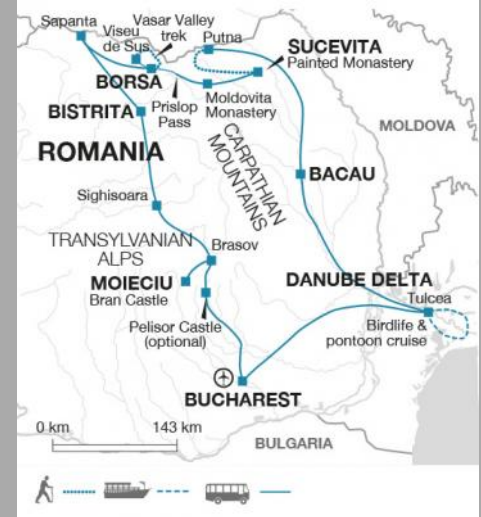 Sapanta
Viseu
de Sus
Vasar Valley
trek
Putna
SUCEVITA
Painted Monastery
BORSA
Prislop
Pass
Moldovita
Monastery
BISTRITA
MOLDOVA
ROMANIA
CARPATHIAN
MOUNTAINS
BACAU
Sighisoara
TRANSYLVANIAN
ALPS
Brasov
MOIECIU
Bran Castle
DANUBE DELTA
Tulcea
Birdlife &
pontoon cruise
Pelisor Castle
(optional)
BUCHAREST
0 km
143 km
BULGARIA